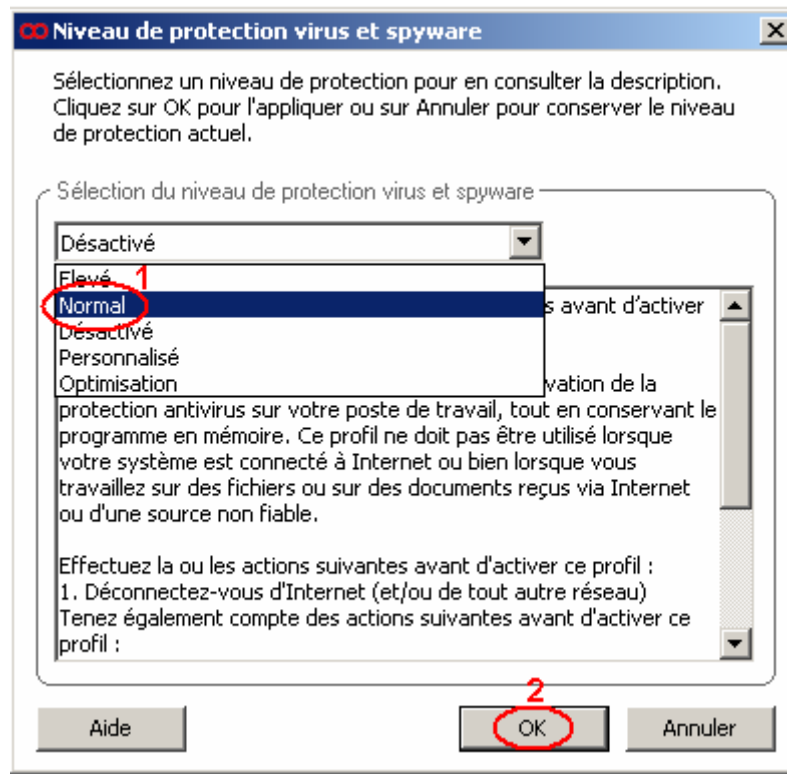 Niveau de protection virus et spyware
Sélectionnez un niveau de protection pour en consulter la description.
Cliquez sur OK pour l'appliquer ou sur Annuler pour conserver le niveau
de protection actuel.
Sélection du niveau de protection virus et spyware
Désactivé
Elevé 1
Normal s avant d'activer
Désactivé
Personnalisé
Optimisation vation de la
protection antivirus sur votre poste de travail, tout en conservant le
programme en mémoire. Ce profil ne doit pas être utilisé lorsque
votre système est connecté à Internet ou bien lorsque vous
travaillez sur des fichiers ou sur des documents reçus via Internet
ou d'une source non fiable.
Effectuez la ou les actions suivantes avant d'activer ce profil :
1. Déconnectez-vous d'Internet (et/ou de tout autre réseau)
Tenez également compte des actions suivantes avant d'activer ce
profil :
2
Aide OK Annuler